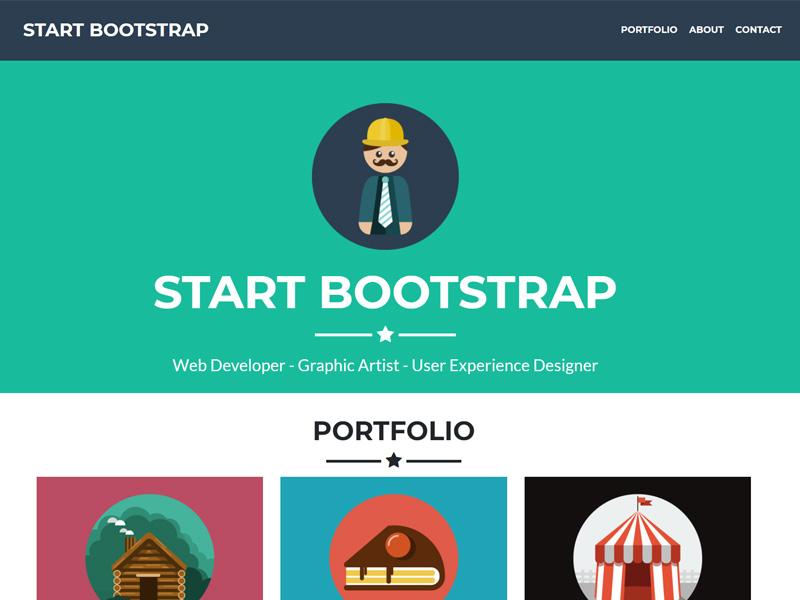 START BOOTSTRAP
PORTFOLIO ABOUT CONTACT
START BOOTSTRAP
Web Developer - Graphic Artist - User Experience Designer
PORTFOLIO